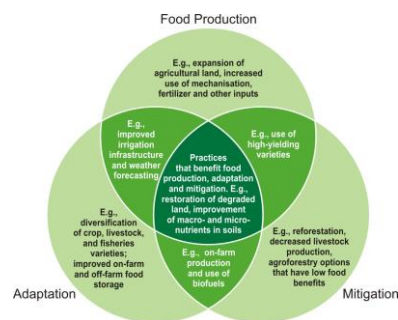 Food Production
E.g., expansion of
agricultural land, increased
use of mechanisation,
fertilizer and other inputs
E.g.,
improved
irrigation
infrastructure
and weather
forecasting
E.g., use of
high-yielding
varieties
Practices
that benefit food
production, adaptation
and mitigation. E.g.,
restoration of degraded
land, improvement
of macro- and micro-
nutrients in soils
E.g.,
diversification
of crop, livestock,
and fisheries
varieties;
improved on-farm
and off-farm food
storage
E.g., on-farm
production
and use of
biofuels
E.g., reforestation,
decreased livestock
production,
agroforestry options
that have low food
benefits
Adaptation
Mitigation